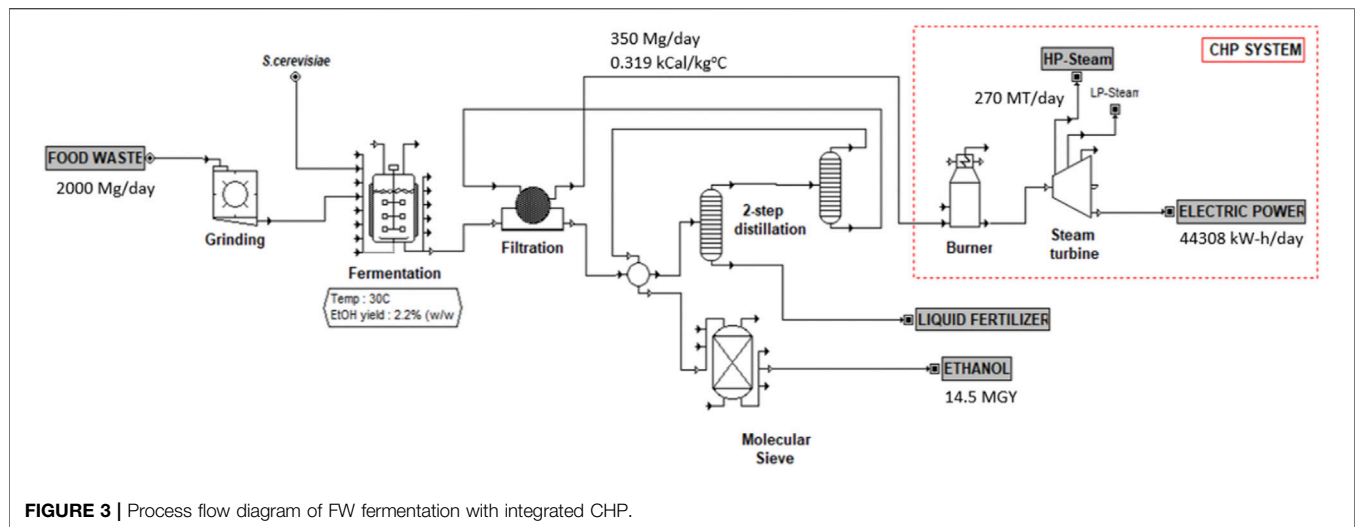 350 Mg/day
0.319 kCal/kg°C
CHP SYSTEM
S.cerevisiae
HP-Steam
270 MT/day
LP-Stearr
FOOD WASTE
2000 Mg/day
Grinding
Fermentation
Temp : 30C
EtOH yield : 2.2% (w/w
Filtration
2-step
distillation
Burner
Steam
turbine
ELECTRIC POWER
44308 kW-h/day
LIQUID FERTILIZER
ETHANOL
14.5 MGY
Molecular
Sieve
FIGURE 3 | Process flow diagram of FW fermentation with integrated CHP.